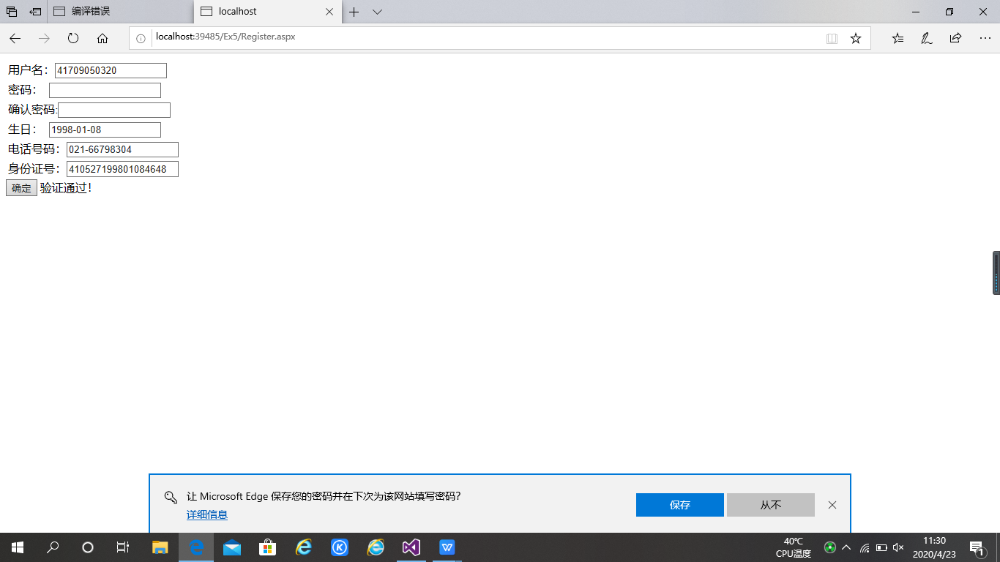 编译错误
localhost
localhost:39485/Ex5/Register.aspx
用户名：41709050320
密码：
确认密码:
生日：1998-01-08
电话号码：021-66798304
身份证号：410527199801084648
确定 验证通过！
让 Microsoft Edge 保存您的密码并在下次为该网站填写密码？
详细信息
保存
从不
40℃
CPU温度
11:30
2020/4/23
1